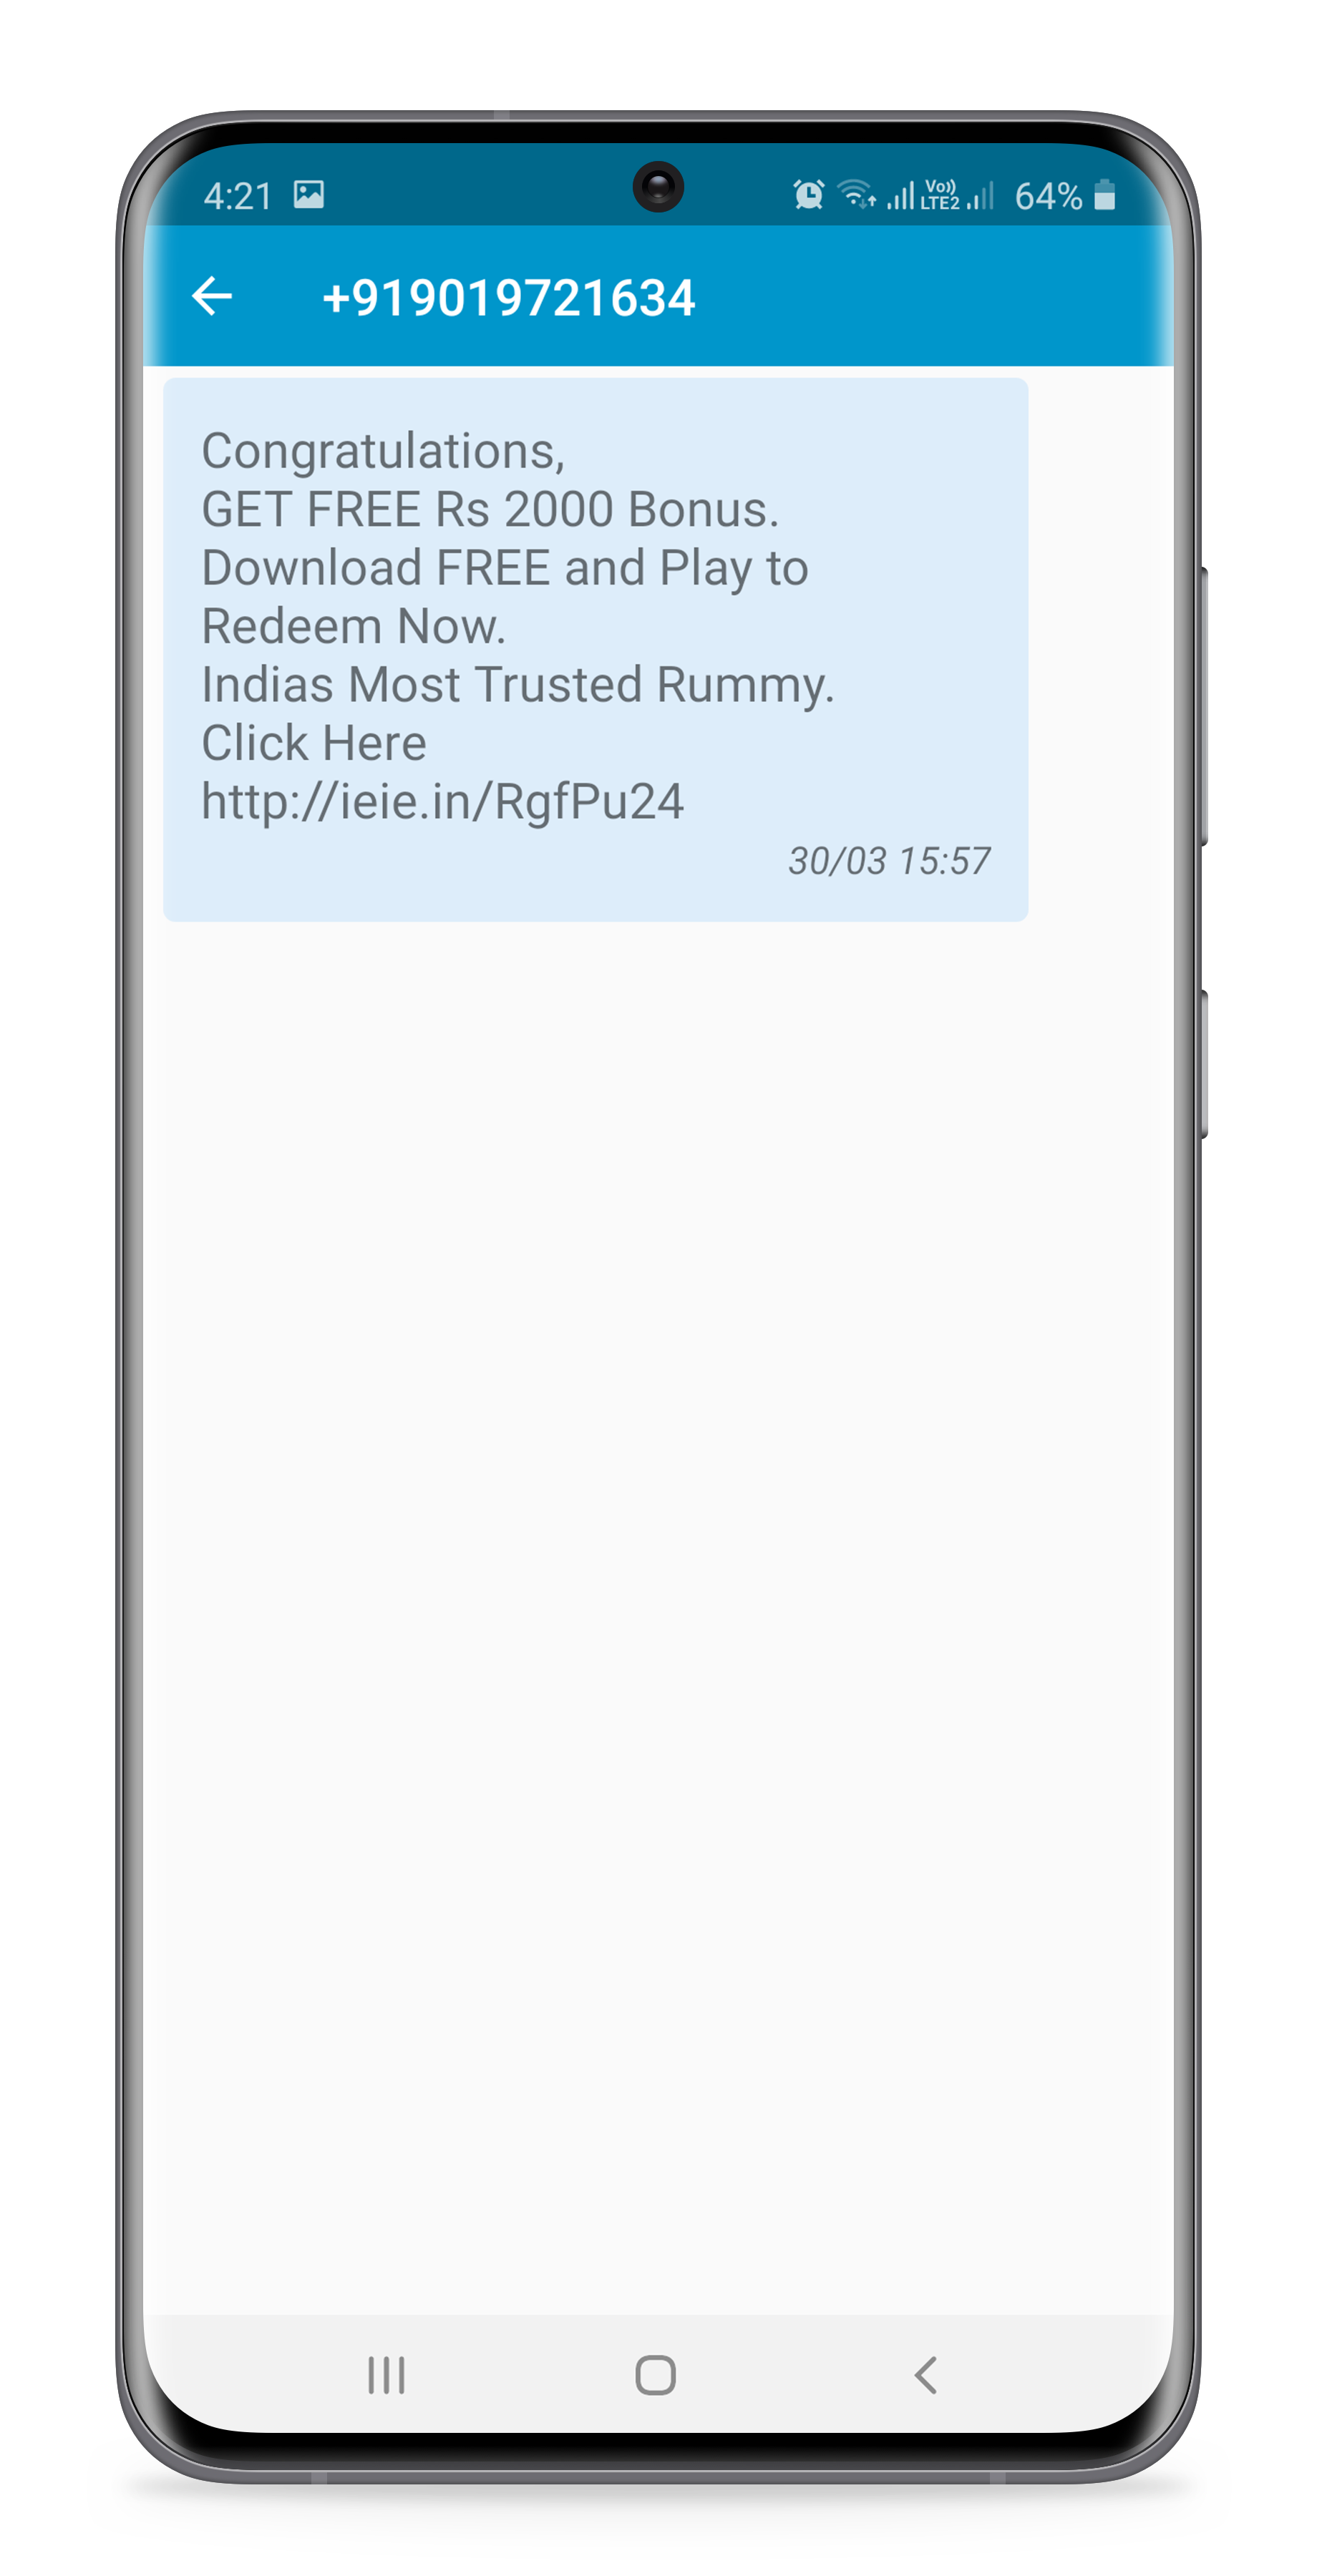 4:21 Vo)) LTE2 64%
+919019721634
Congratulations,
GET FREE Rs 2000 Bonus.
Download FREE and Play to
Redeem Now.
Indias Most Trusted Rummy.
Click Here
http://ieie.in/RgfPu24
30/03 15:57